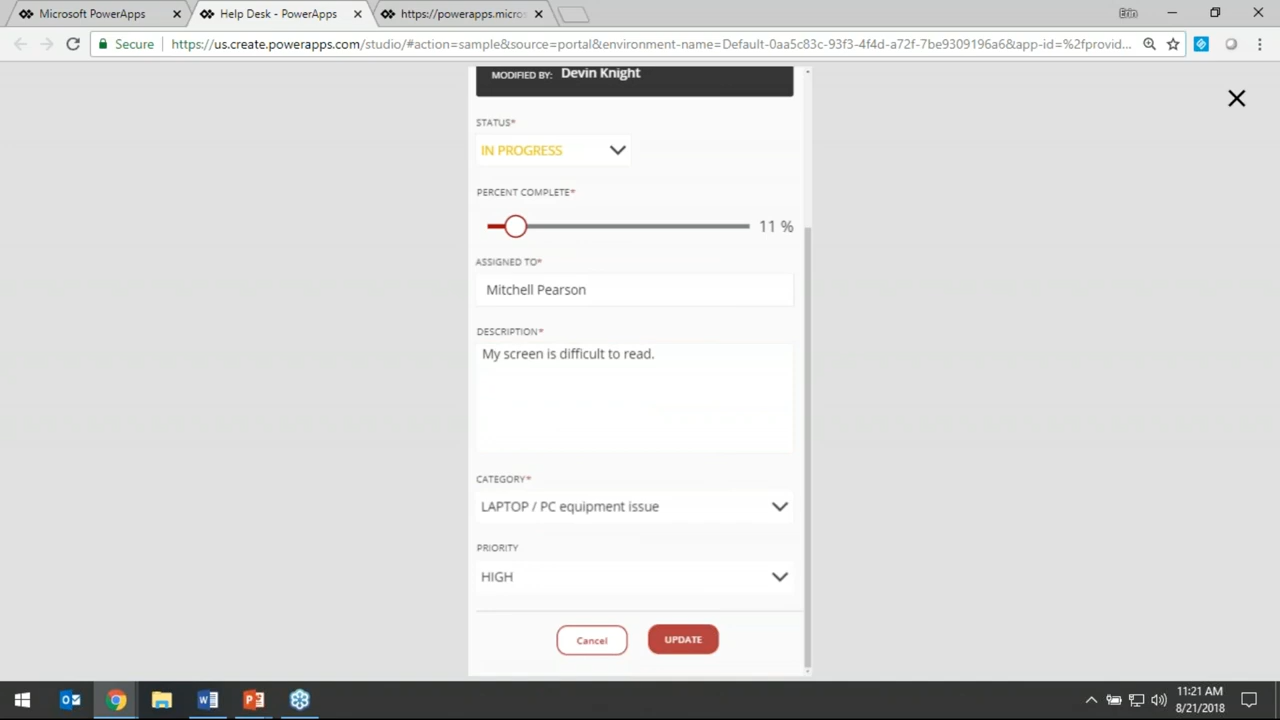 Microsoft PowerApps
Help Desk - PowerApps
https://powerapps.micros
Erin
Secure
https://us.create.powerapps.com/studio/#action=sample&source=portal&environment-name=Default-0aa5c83c-93f3-4f4d-a72f-7be9309196a6&app-id=%2fprovid...
MODIFIED BY: Devin Knight
STATUS*
IN PROGRESS
PERCENT COMPLETE*
11 %
ASSIGNED TO*
Mitchell Pearson
DESCRIPTION*
My screen is difficult to read.
CATEGORY*
LAPTOP / PC equipment issue
PRIORITY
HIGH
Cancel
UPDATE
11:21 AM
8/21/2018